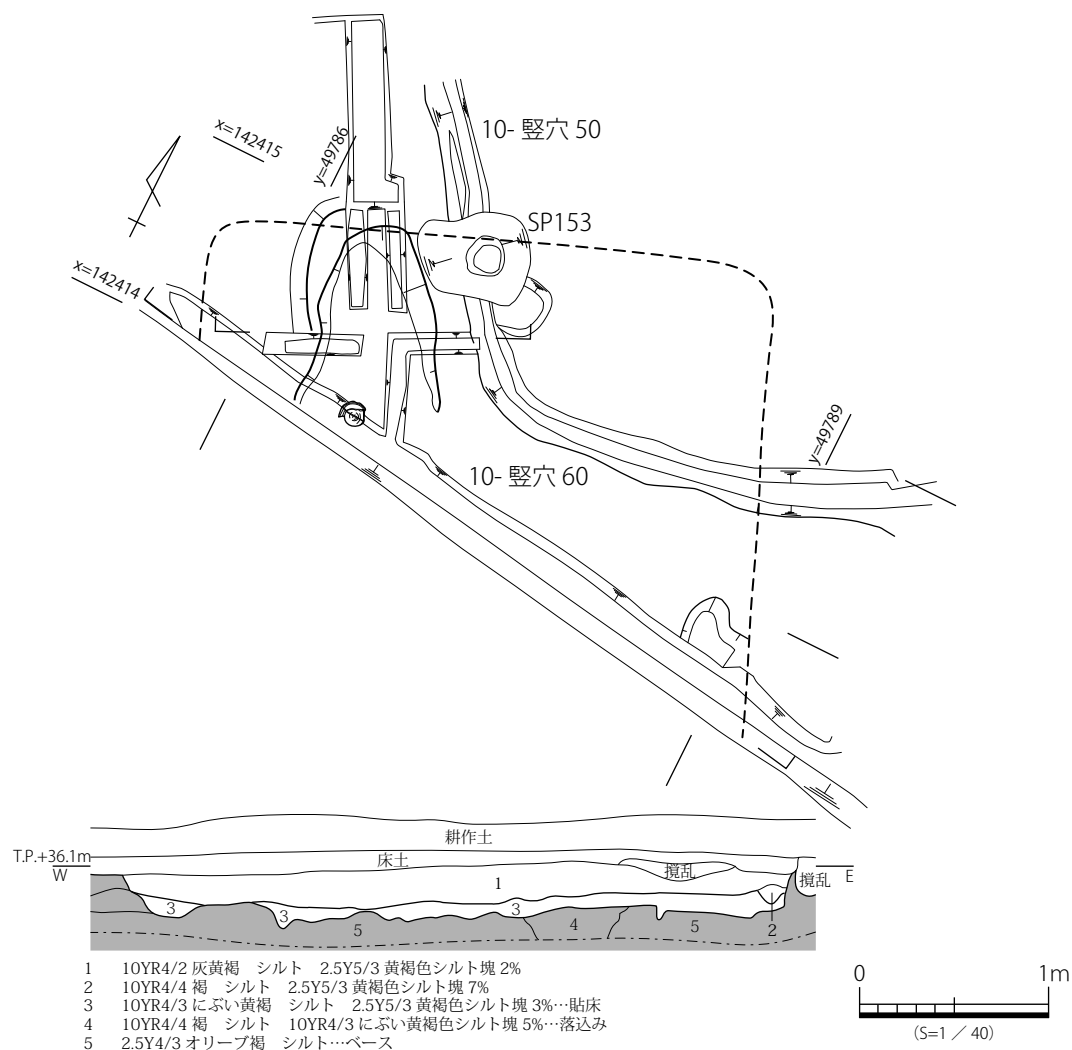 10- 竪穴 50
x=142415
y=49786
SP153
x=142414
y=49789
10- 竪穴 60
耕作土
T.P.+36.1m
床土
撹乱
撹乱
W
E
1
3
3
3
5
4
5
2
1 10YR4/2 灰黄褐 シルト 2.5Y5/3 黄褐色シルト塊 2%
2 10YR4/4 褐 シルト 2.5Y5/3 黄褐色シルト塊 7%
3 10YR4/3 にぶい黄褐 シルト 2.5Y5/3 黄褐色シルト塊 3%…貼床
4 10YR4/4 褐 シルト 10YR4/3 にぶい黄褐色シルト塊 5%…落込み
5 2.5Y4/3 オリーブ褐 シルト…ベース
0 1m
(S=1 ／ 40)